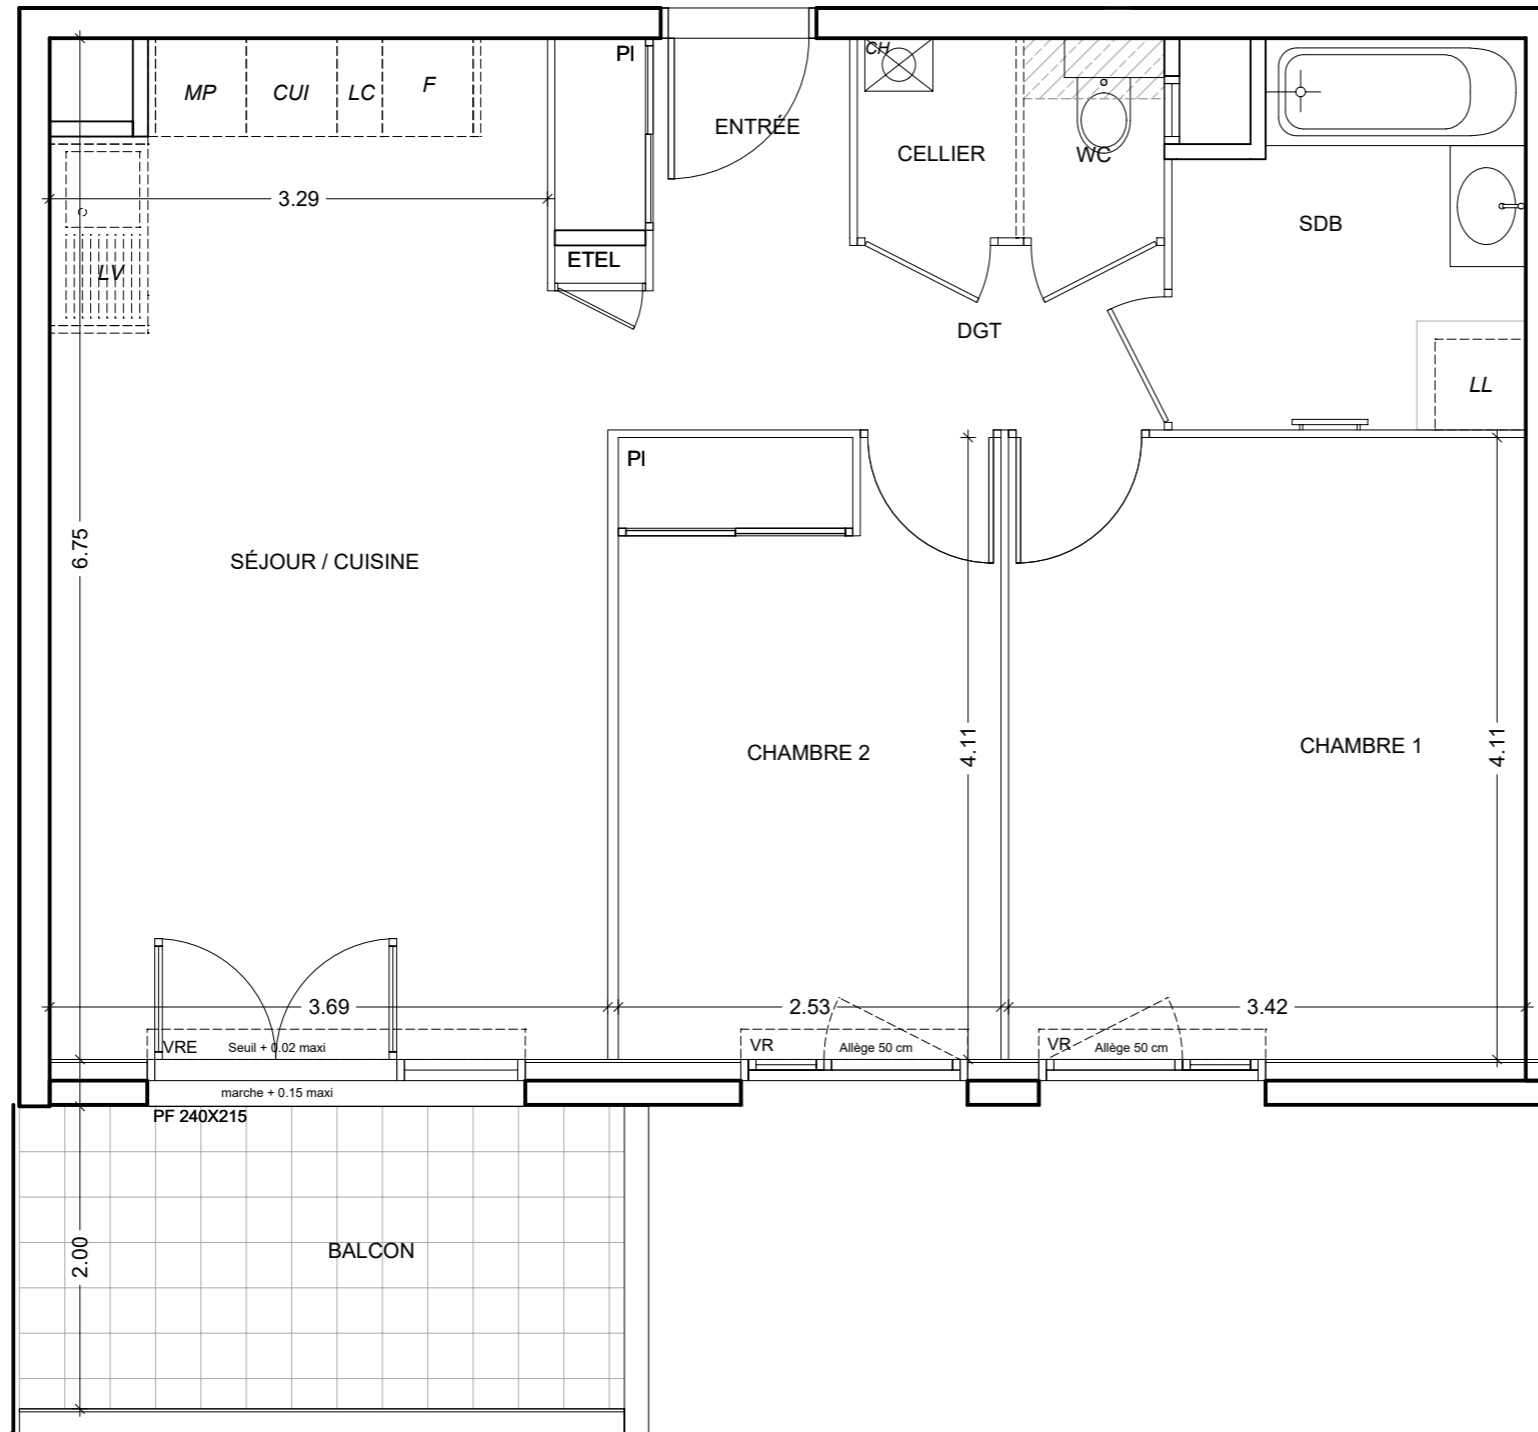 MP
CUI
LC
F
PI
ENTRÉE
CH
CELLIER
WC
3.29
SDB
LV
ETEL
DGT
LL
PI
6.75
SÉJOUR / CUISINE
CHAMBRE 2
4.11
CHAMBRE 1
4.11
3.69
2.53
3.42
VRE
Seuil + 0.02 maxi
VR
Allège 50 cm
VR
Allège 50 cm
marche + 0.15 maxi
PF 240X215
2.00
BALCON